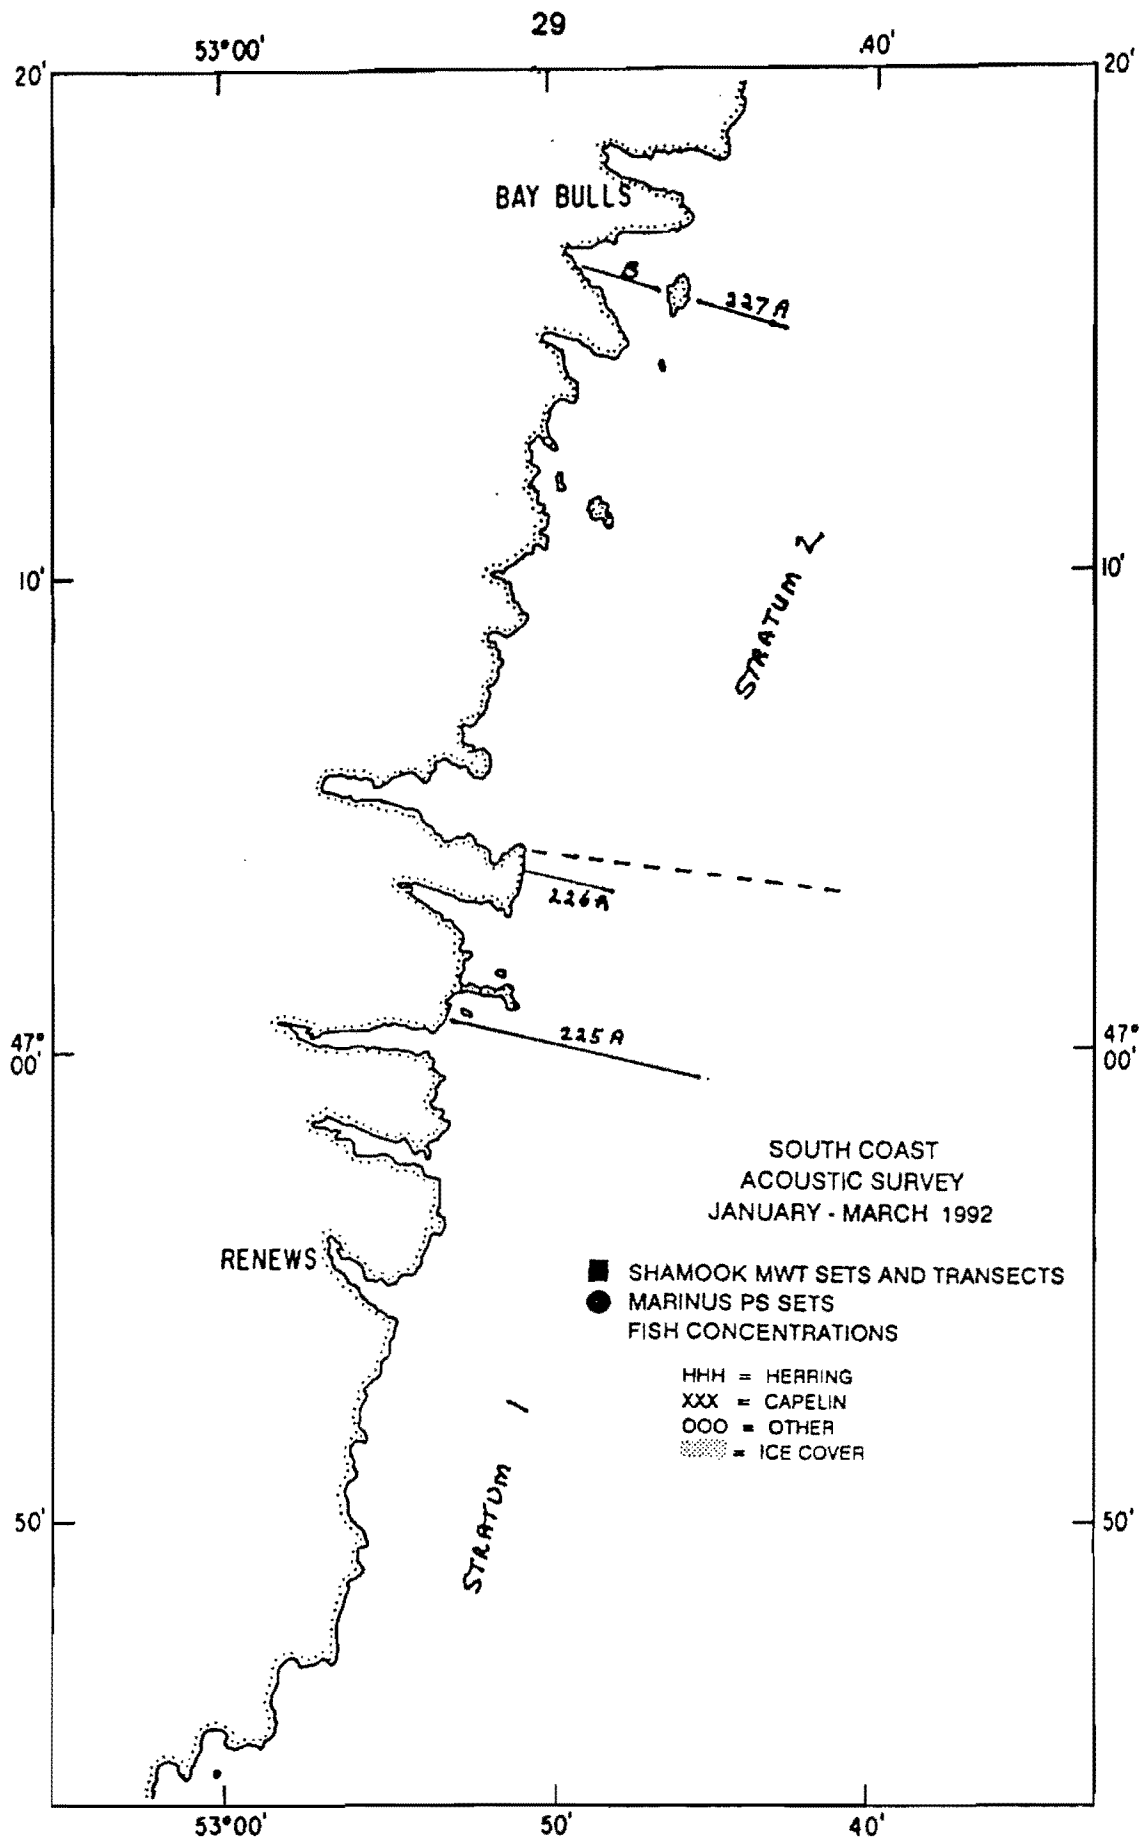 29
53°00'
40'
20'
20'
BAY BULLS
B
227A
10'
10'
STRATUM 2
226A
225A
47°
00'
47°
00'
SOUTH COAST
ACOUSTIC SURVEY
JANUARY - MARCH 1992
RENEWS
SHAMOOK MWT SETS AND TRANSECTS
MARINUS PS SETS
FISH CONCENTRATIONS
HHH = HERRING
XXX = CAPELIN
OOO = OTHER
= ICE COVER
STRATUM 1
50'
50'
53°00'
50'
40'